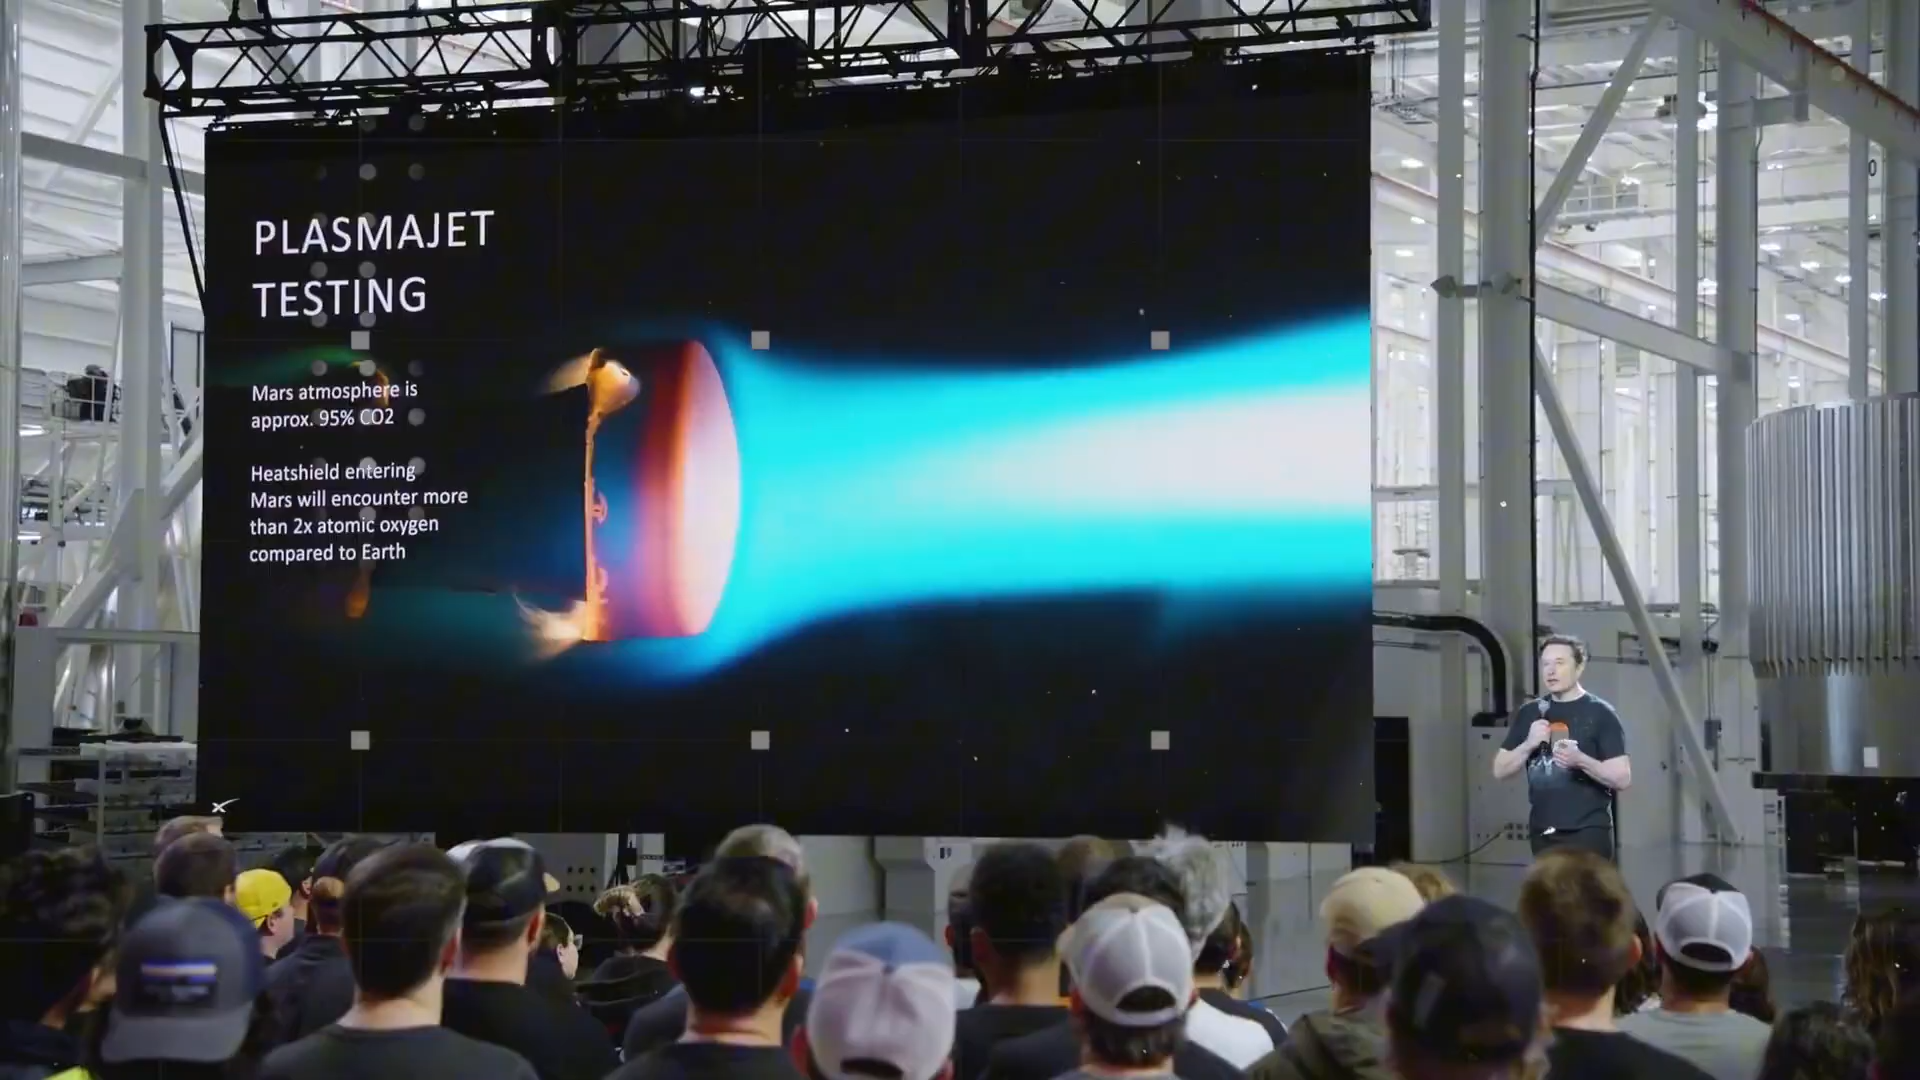 PLASMAJET
TESTING
Mars atmosphere is
approx. 95% CO2
Heatshield entering
Mars will encounter more
than 2x atomic oxygen
compared to Earth